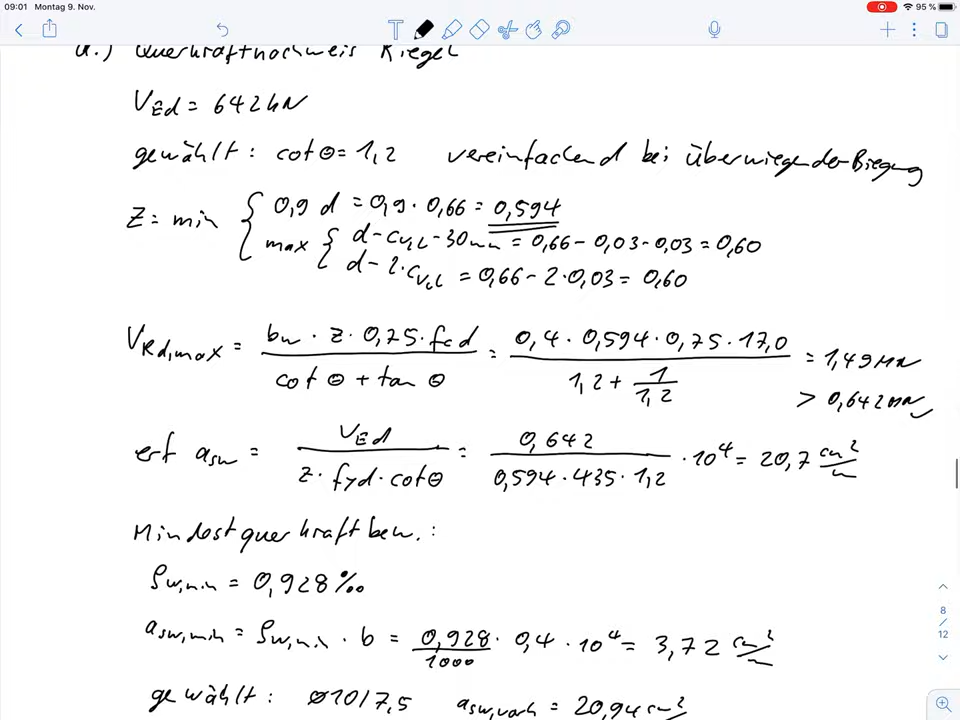 09:01 Montag 9. Nov.
95 %
a.) Querkraftnachweis Riegel
V_Ed = 642 kN
gewählt: cot θ = 1,2 vereinfachend bei überwiegender Biegung
z = min { 0,9 d = 0,9 · 0,66 = 0,594
max { d - c_v,l - 30mm = 0,66 - 0,03 - 0,03 = 0,60
d - 2 · c_v,l = 0,66 - 2 · 0,03 = 0,60
V_Rd,max = (b_w · z · 0,75 · f_cd) / (cot θ + tan θ) = (0,4 · 0,594 · 0,75 · 17,0) / (1,2 + 1/1,2) = 1,49 MN
> 0,642 MN ✓
erf a_sw = V_Ed / (z · f_yd · cot θ) = 0,642 / (0,594 · 435 · 1,2) · 10^4 = 20,7 cm²/m
Mindestquerkraftbew.:
ρ_w,min = 0,928 ‰
a_sw,min = ρ_w,min · b = 0,928/1000 · 0,4 · 10^4 = 3,72 cm²/m
gewählt: ø10/7,5 a_sw,vorh = 20,94 cm²
8
/
12